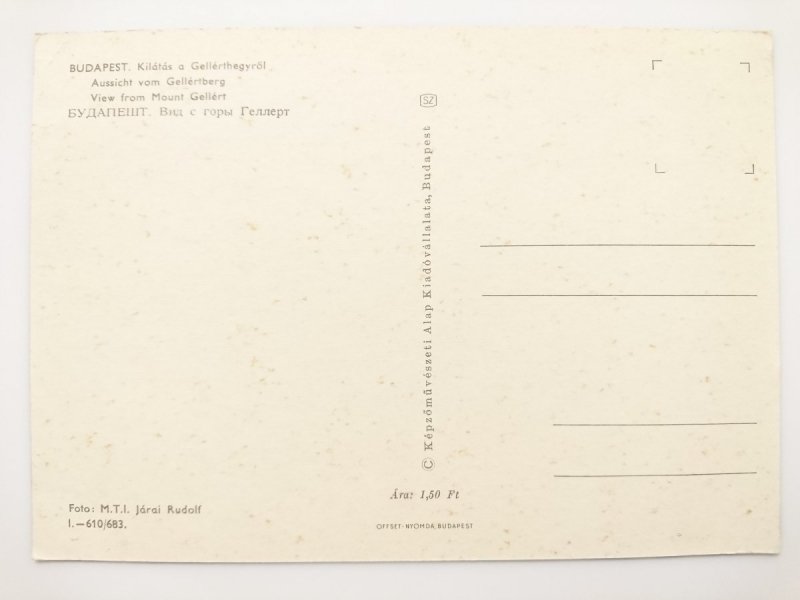 BUDAPEST. Kilátás a Gellérthegyről
Aussicht vom Gellértberg
View from Mount Gellért
БУДАПЕШТ. Вид с горы Геллерт
SZ
© Képzőművészeti Alap Kiadóvállalata, Budapest
Ára: 1,50 Ft
Foto: M.T.I. Járai Rudolf
I.—610/683.
OFFSET-NYOMDA, BUDAPEST